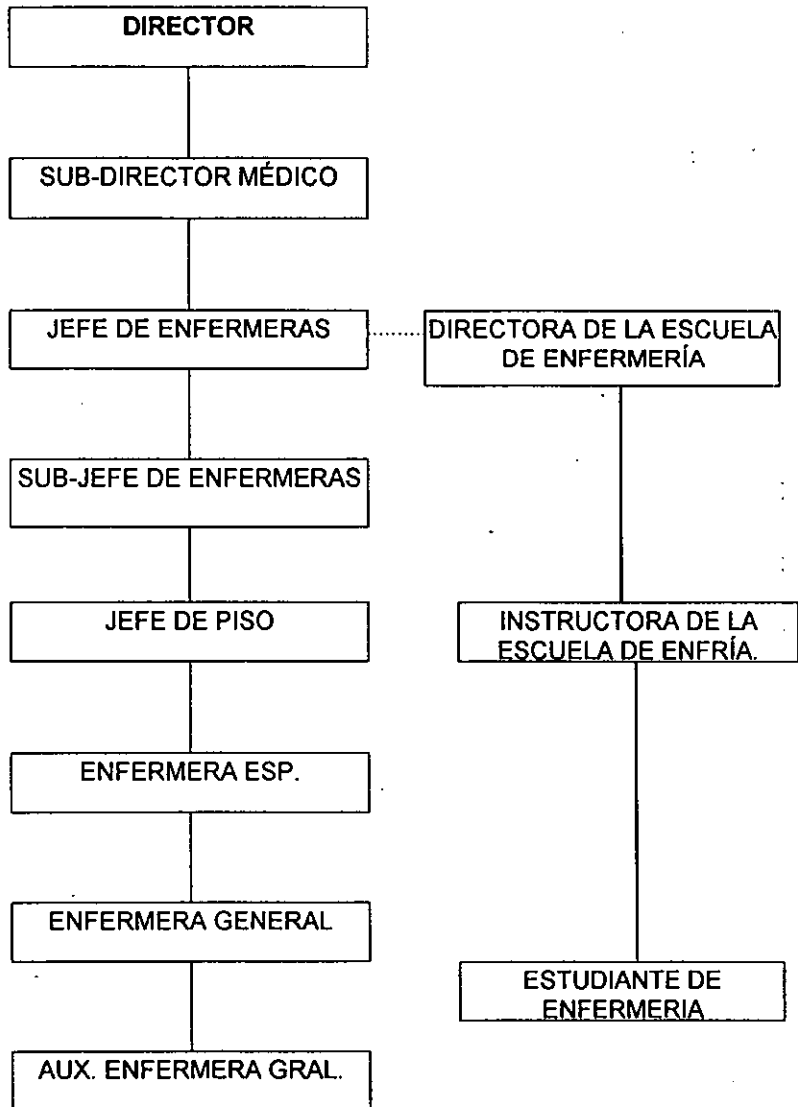 DIRECTOR
SUB-DIRECTOR MÉDICO
JEFE DE ENFERMERAS
DIRECTORA DE LA ESCUELA
DE ENFERMERÍA
SUB-JEFE DE ENFERMERAS
JEFE DE PISO
INSTRUCTORA DE LA
ESCUELA DE ENFRÍA.
ENFERMERA ESP.
ENFERMERA GENERAL
ESTUDIANTE DE
ENFERMERIA
AUX. ENFERMERA GRAL.